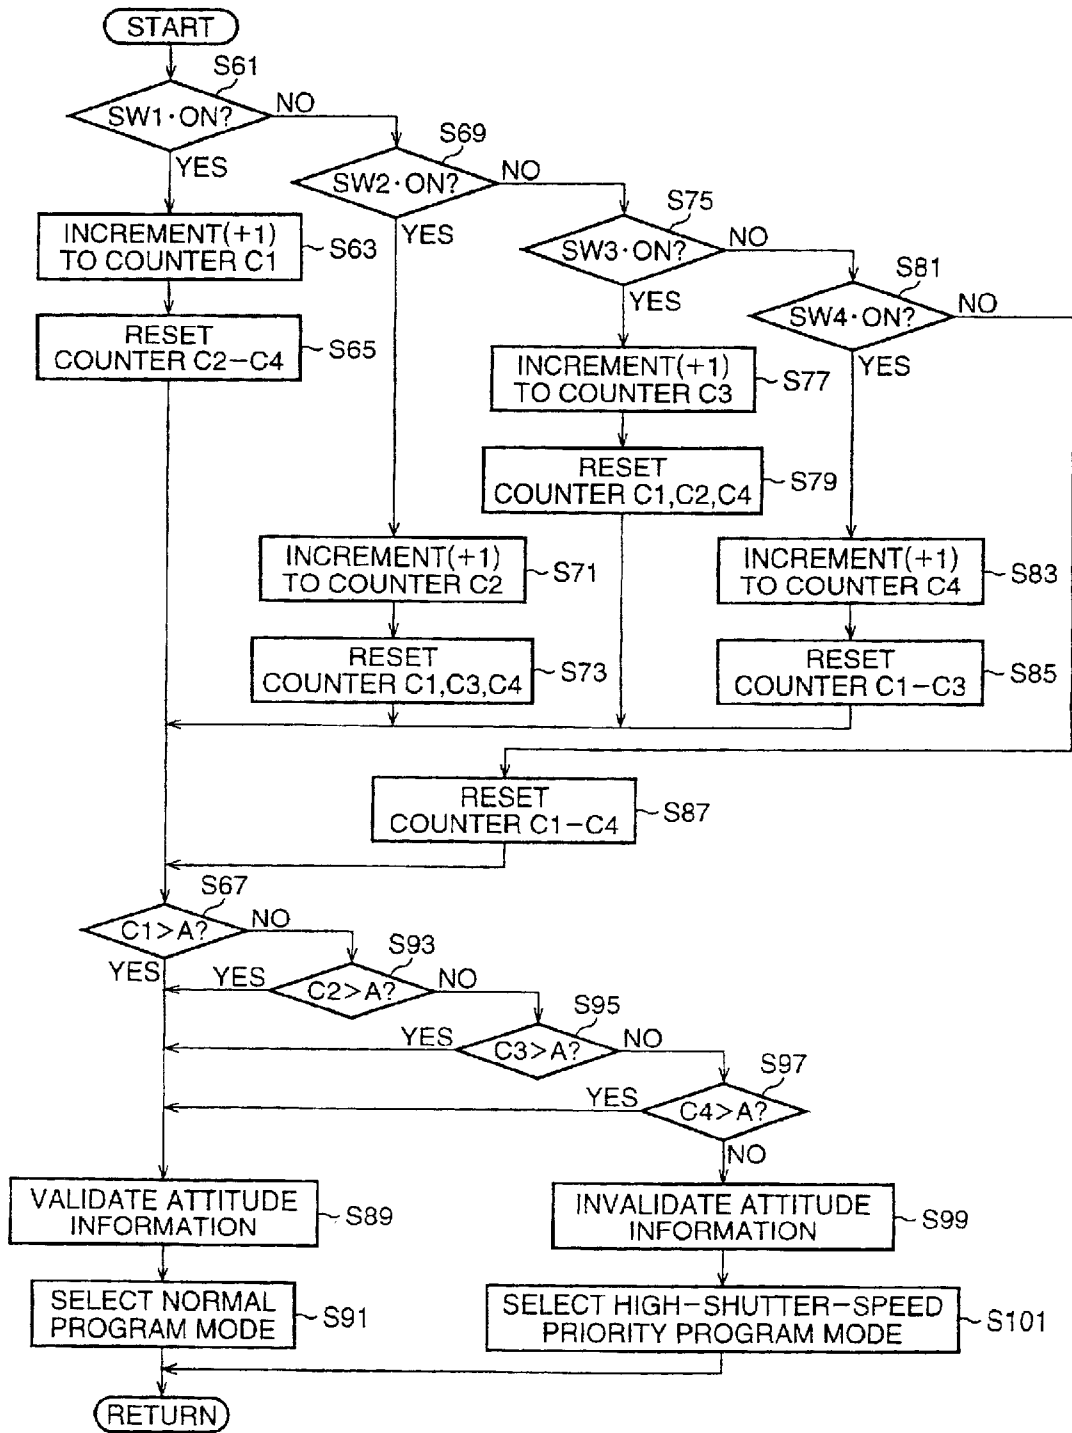 START
S61
SW1·ON?
NO
YES
S69
SW2·ON?
NO
YES
S75
SW3·ON?
NO
YES
S81
SW4·ON?
NO
YES
INCREMENT(+1)
TO COUNTER C1
S63
RESET
COUNTER C2-C4
S65
INCREMENT(+1)
TO COUNTER C3
S77
RESET
COUNTER C1,C2,C4
S79
INCREMENT(+1)
TO COUNTER C2
S71
INCREMENT(+1)
TO COUNTER C4
S83
RESET
COUNTER C1,C3,C4
S73
RESET
COUNTER C1-C3
S85
RESET
COUNTER C1-C4
S87
S67
C1>A?
NO
YES
S93
C2>A?
YES
NO
S95
C3>A?
YES
NO
S97
C4>A?
YES
NO
VALIDATE ATTITUDE
INFORMATION
S89
INVALIDATE ATTITUDE
INFORMATION
S99
SELECT NORMAL
PROGRAM MODE
S91
SELECT HIGH-SHUTTER-SPEED
PRIORITY PROGRAM MODE
S101
RETURN